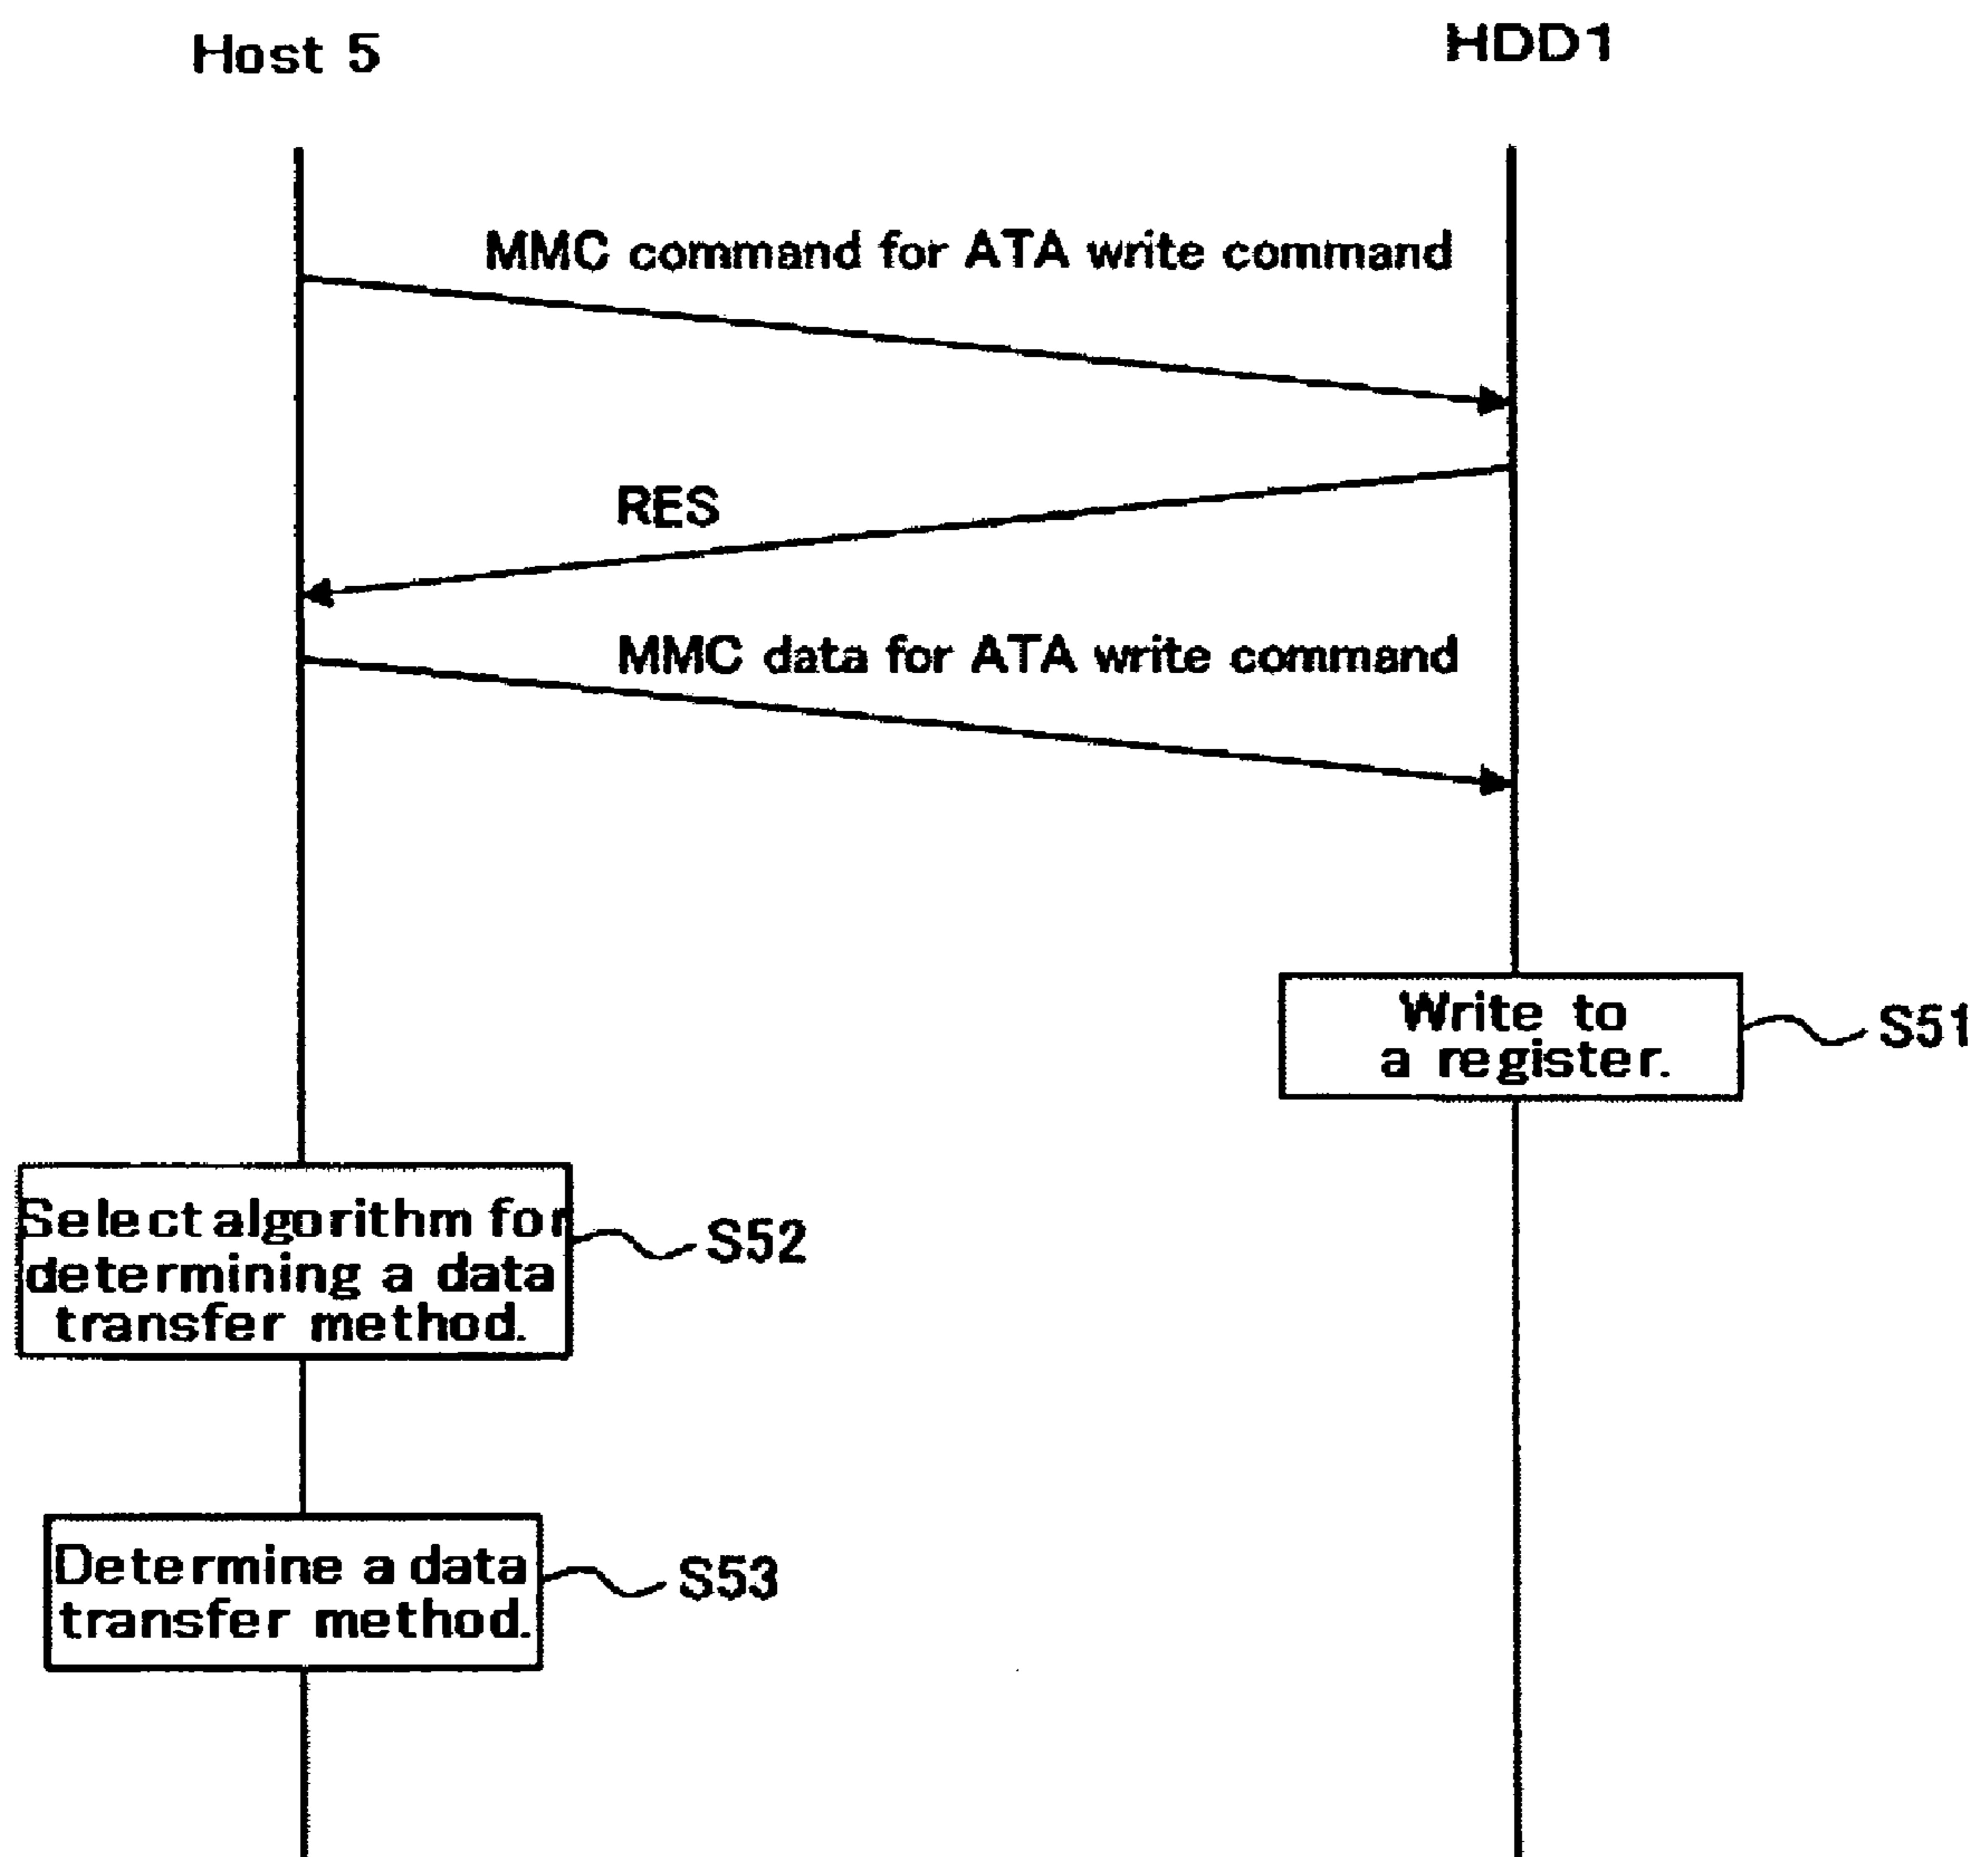 Host 5
HDD1
MMC command for ATA write command
RES
MMC data for ATA write command
Write to
a register.
S51
Select algorithm for
determining a data
transfer method.
S52
Determine a data
transfer method.
S53